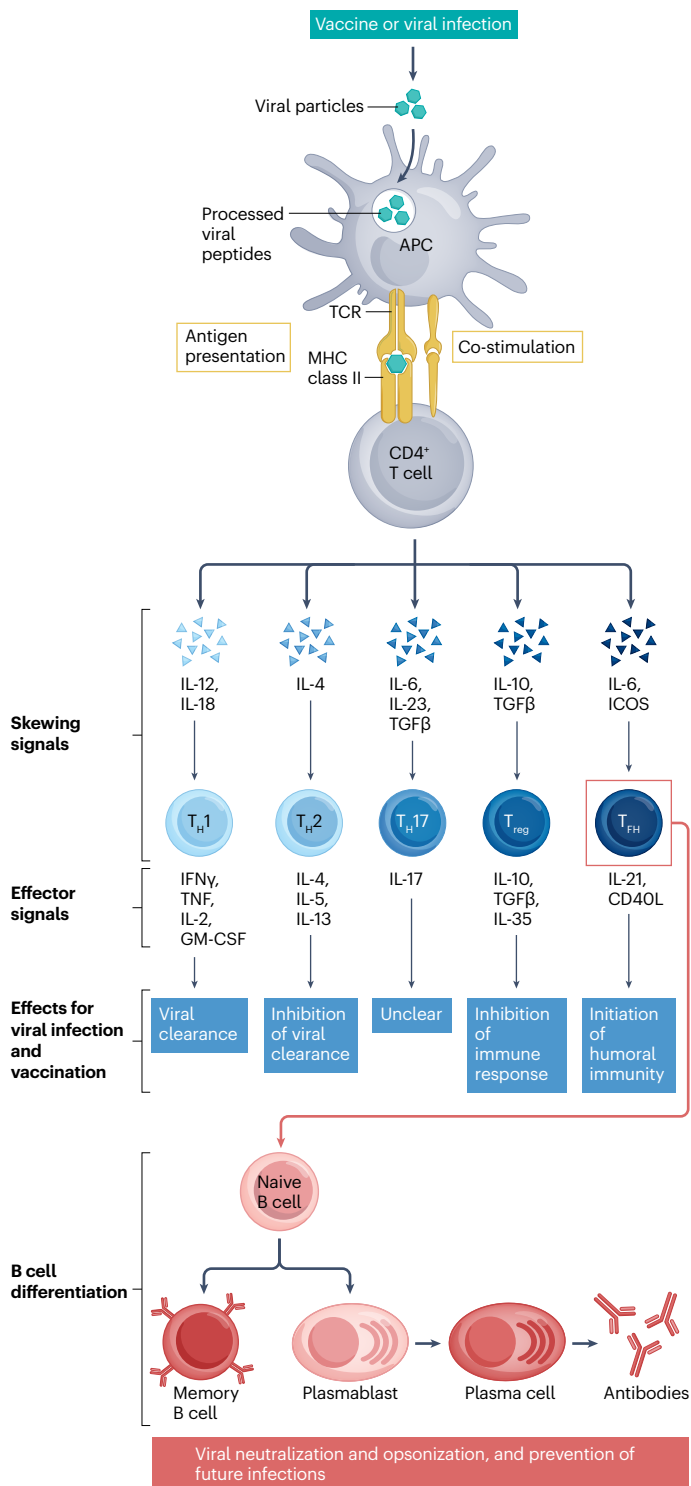 Vaccine or viral infection
Viral particles
Processed
viral
peptides
APC
TCR
Antigen
presentation
Co-stimulation
MHC
class II
CD4⁺
T cell
Skewing
signals
IL-12,
IL-18
IL-4
IL-6,
IL-23,
TGFβ
IL-10,
TGFβ
IL-6,
ICOS
T_H1
T_H2
T_H17
T_reg
T_FH
Effector
signals
IFNγ,
TNF,
IL-2,
GM-CSF
IL-4,
IL-5,
IL-13
IL-17
IL-10,
TGFβ,
IL-35
IL-21,
CD40L
Effects for
viral infection
and
vaccination
Viral
clearance
Inhibition
of viral
clearance
Unclear
Inhibition
of
immune
response
Initiation
of
humoral
immunity
Naive
B cell
B cell
differentiation
Memory
B cell
Plasmablast
Plasma cell
Antibodies
Viral neutralization and opsonization, and prevention of
future infections